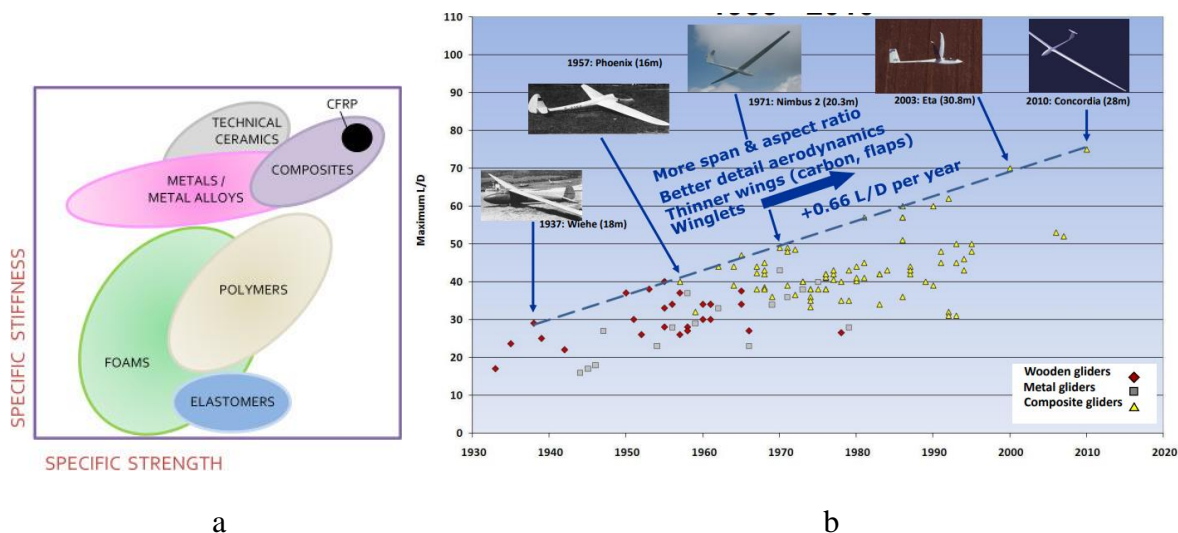 SPECIFIC STIFFNESS
TECHNICAL
CERAMICS
CFRP
COMPOSITES
METALS /
METAL ALLOYS
POLYMERS
FOAMS
ELASTOMERS
SPECIFIC STRENGTH
a
Maximum L/D
110
100
90
80
70
60
50
40
30
20
10
0
1930
1940
1950
1960
1970
1980
1990
2000
2010
2020
1957: Phoenix (16m)
1971: Nimbus 2 (20.3m)
2003: Eta (30.8m)
2010: Concordia (28m)
1937: Wiehe (18m)
More span & aspect ratio
Better detail aerodynamics
Thinner wings (carbon, flaps)
Winglets
+0.66 L/D per year
Wooden gliders
Metal gliders
Composite gliders
b